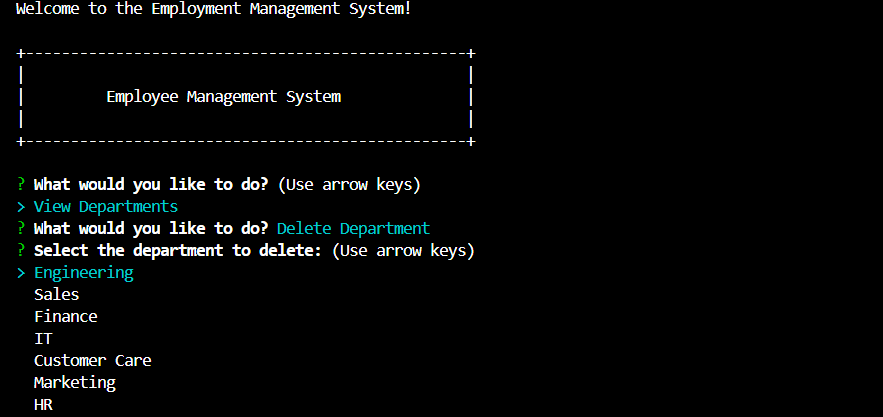 Welcome to the Employment Management System!
+-------------------------------------------------+
|                                                 |
|         Employee Management System              |
|                                                 |
+-------------------------------------------------+
? What would you like to do? (Use arrow keys)
> View Departments
? What would you like to do? Delete Department
? Select the department to delete: (Use arrow keys)
> Engineering
  Sales
  Finance
  IT
  Customer Care
  Marketing
  HR